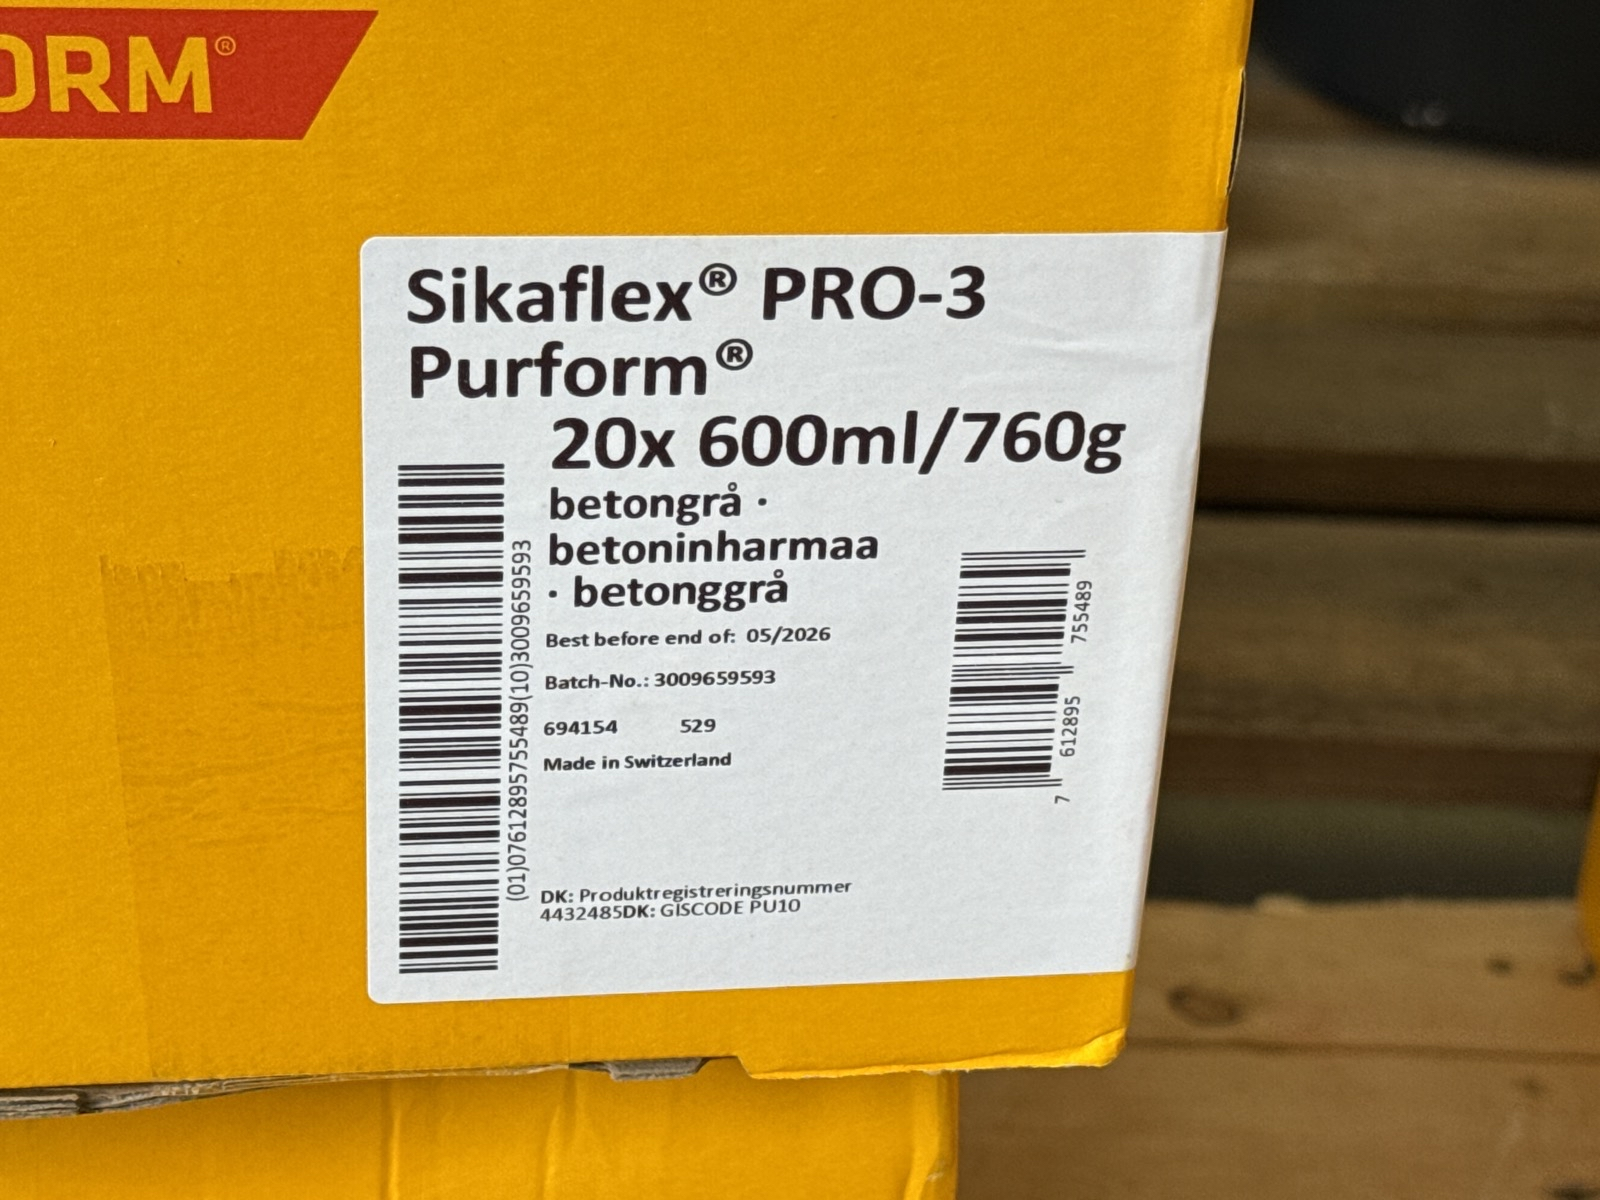 ORM®
Sikaflex® PRO-3
Purform®
20x 600ml/760g
betongrå ·
betoninharmaa
· betonggrå
Best before end of: 05/2026
Batch-No.: 3009659593
694154 529
Made in Switzerland
DK: Produktregistreringsnummer
4432485DK: GISCODE PU10
(01)07612895755489(10)3009659593
7 612895 755489